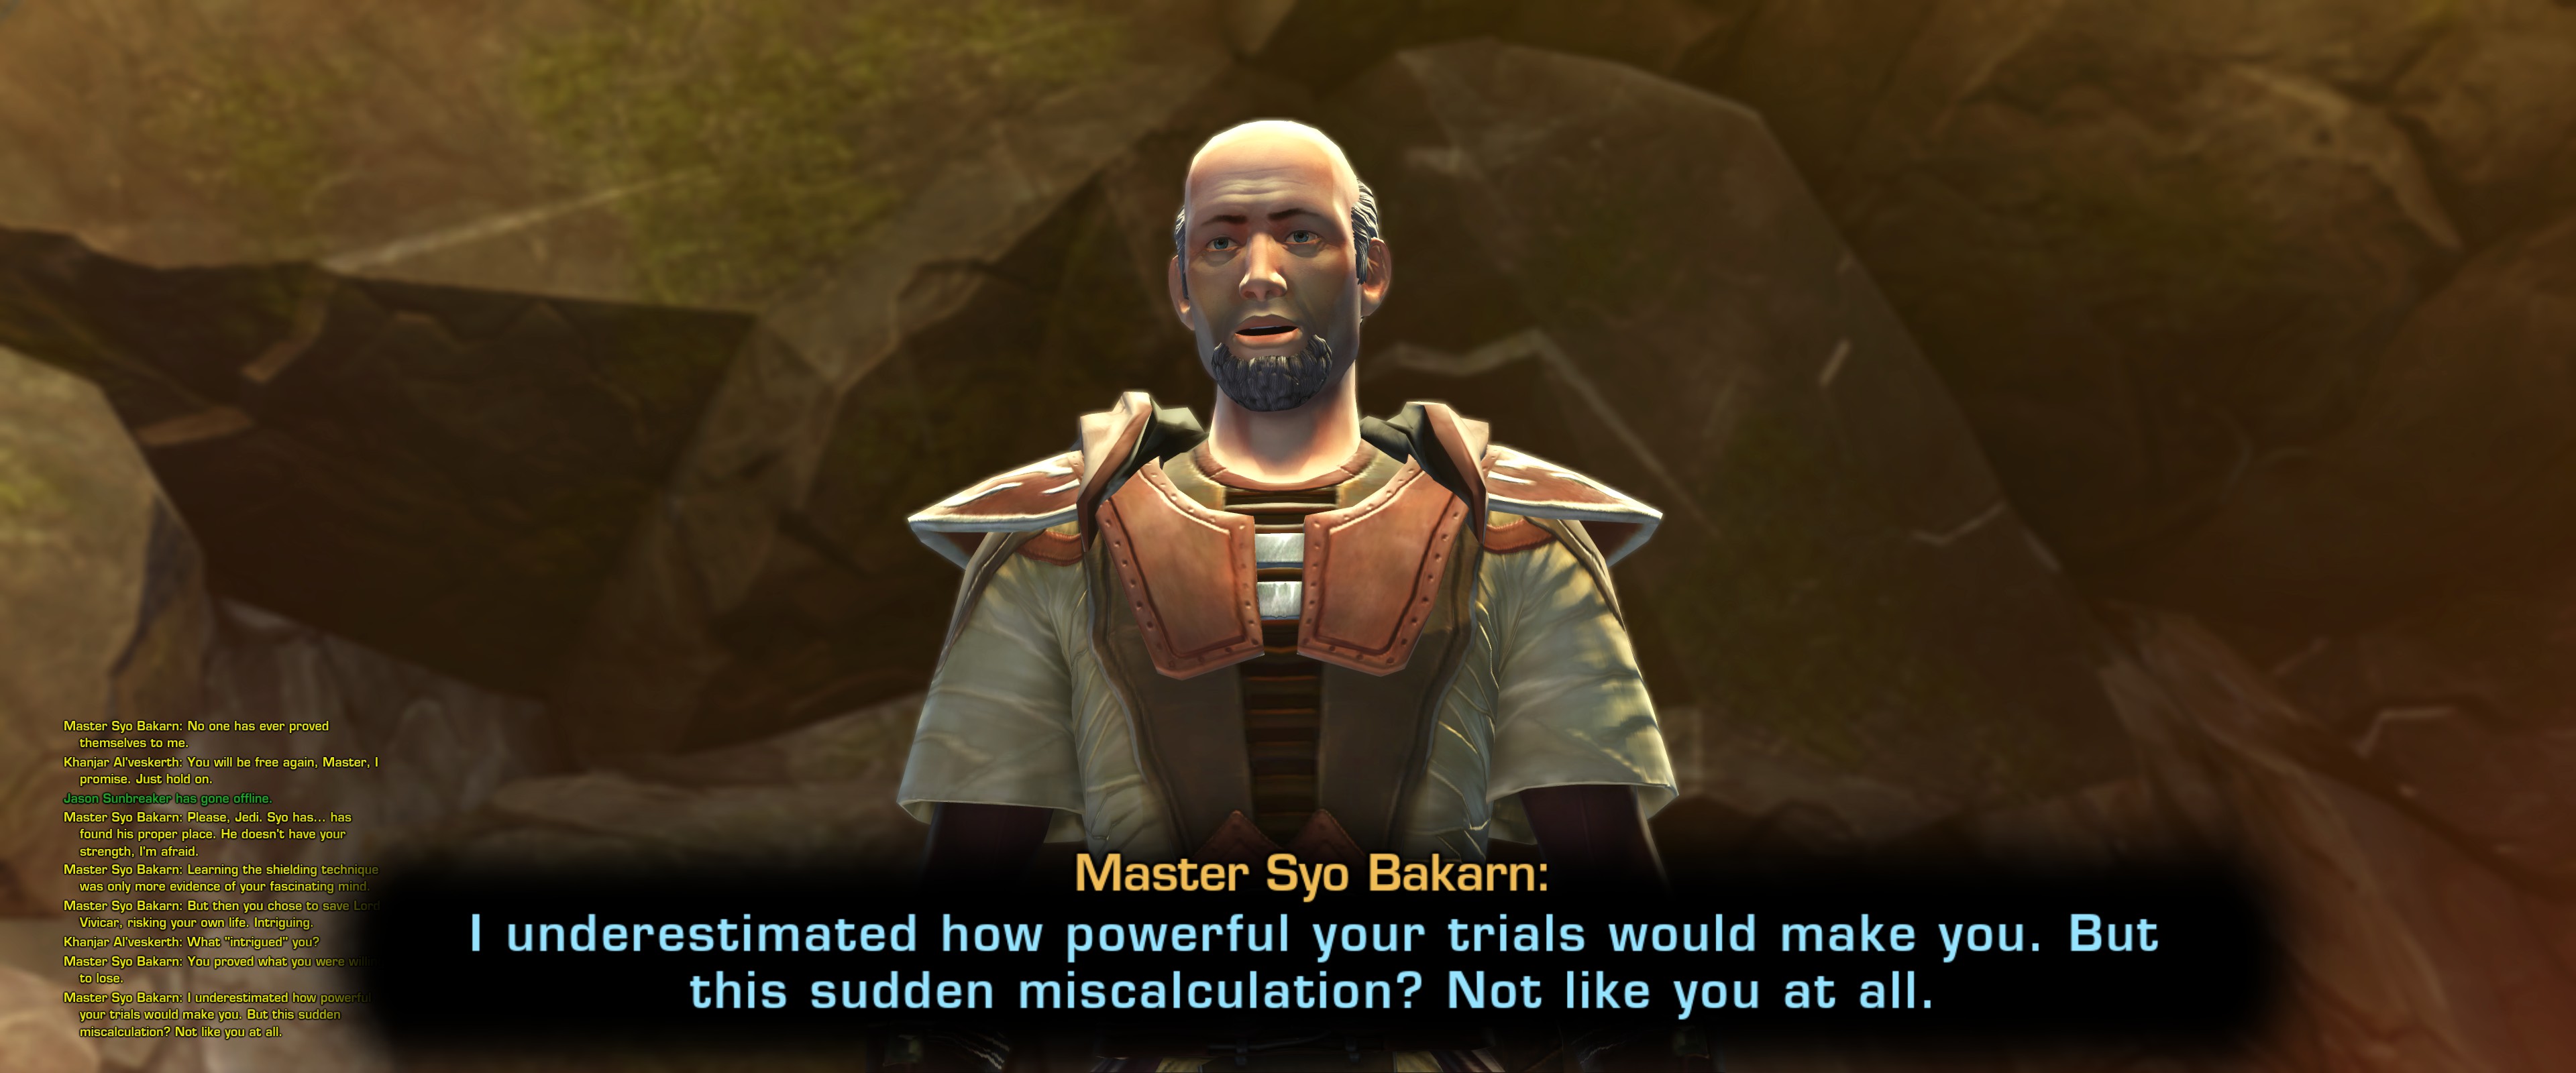 Master Syo Bakarn: No one has ever proved
themselves to me.
Khanjar Al'veskerth: You will be free again, Master, I
promise. Just hold on.
Jason Sunbreaker has gone offline.
Master Syo Bakarn: Please, Jedi. Syo has... has
found his proper place. He doesn't have your
strength, I'm afraid.
Master Syo Bakarn: Learning the shielding technique
was only more evidence of your fascinating mind.
Master Syo Bakarn: But then you chose to save Lord
Vivicar, risking your own life. Intriguing.
Khanjar Al'veskerth: What "intrigued" you?
Master Syo Bakarn: You proved what you were
to lose.
Master Syo Bakarn: I underestimated how powerful
your trials would make you. But this sudden
miscalculation? Not like you at all.
Master Syo Bakarn:
I underestimated how powerful your trials would make you. But
this sudden miscalculation? Not like you at all.